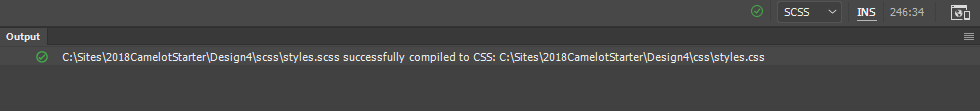 SCSS INS 246:34
Output
C:\Sites\2018CamelotStarter\Design4\scss\styles.scss successfully compiled to CSS: C:\Sites\2018CamelotStarter\Design4\css\styles.css